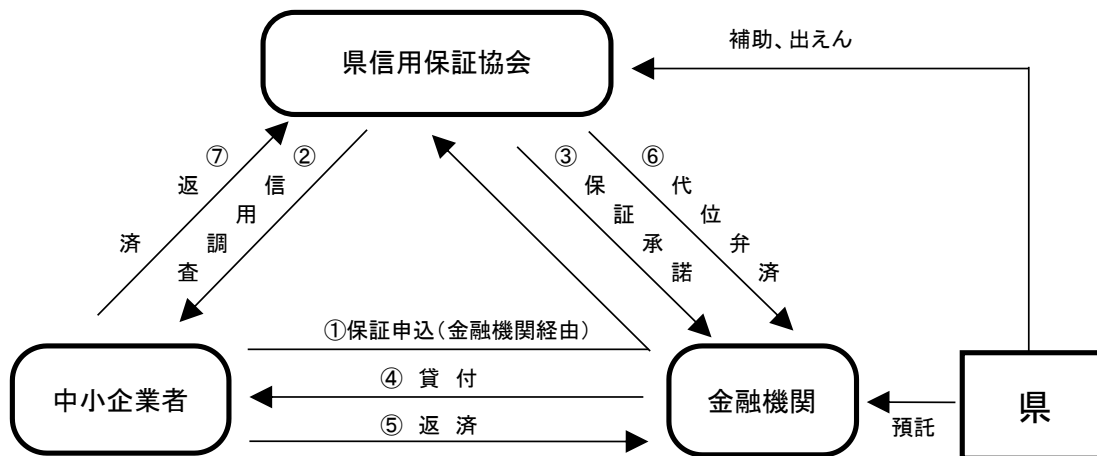 県信用保証協会
補助、出えん
⑦返済
②信用調査
③保証承諾
⑥代位弁済
①保証申込(金融機関経由)
④ 貸 付
⑤ 返 済
中小企業者
金融機関
預託
県